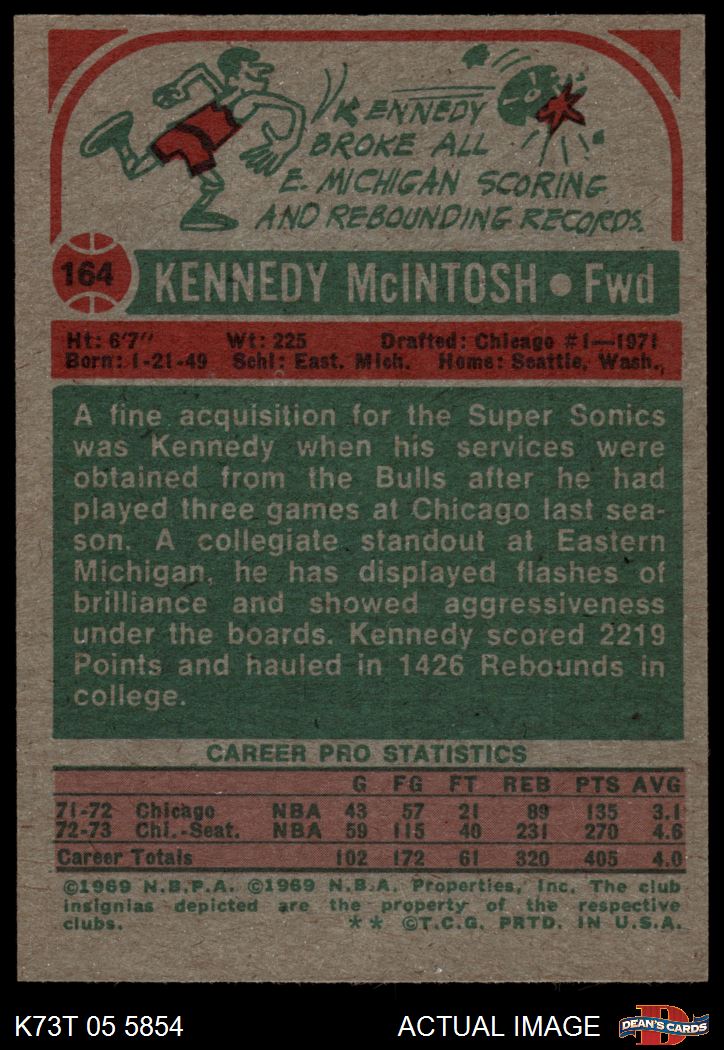 KENNEDY
BROKE ALL
E. MICHIGAN SCORING
AND REBOUNDING RECORDS.
164
KENNEDY McINTOSH • Fwd
Ht: 6'7" Wt: 225 Drafted: Chicago #1—1971
Born: 1-21-49 Schl: East. Mich. Home: Seattle, Wash.
A fine acquisition for the Super Sonics
was Kennedy when his services were
obtained from the Bulls after he had
played three games at Chicago last sea-
son. A collegiate standout at Eastern
Michigan, he has displayed flashes of
brilliance and showed aggressiveness
under the boards. Kennedy scored 2219
Points and hauled in 1426 Rebounds in
college.
CAREER PRO STATISTICS
G FG FT REB PTS AVG
71-72 Chicago NBA 43 57 21 89 135 3.1
72-73 Chi.-Seat. NBA 59 115 40 231 270 4.6
Career Totals 102 172 61 320 405 4.0
©1969 N.B.P.A. ©1969 N.B.A. Properties, Inc. The club
insignias depicted are the property of the respective
clubs. ** ©T.C.G. PRTD. IN U.S.A.
K73T 05 5854 ACTUAL IMAGE DEAN'S CARDS